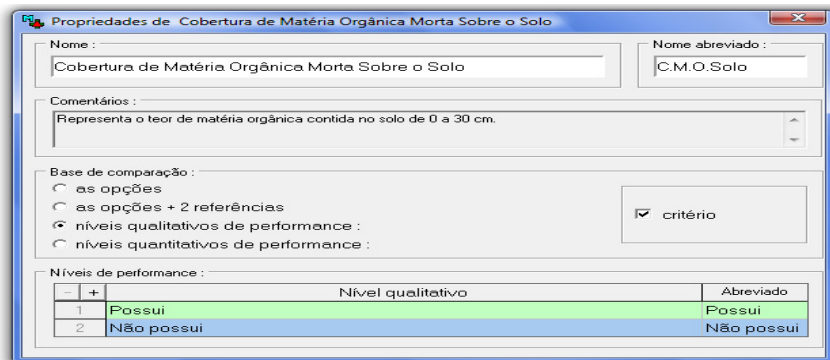 Propriedades de Cobertura de Matéria Orgânica Morta Sobre o Solo
Nome :
Nome abreviado :
Cobertura de Matéria Orgânica Morta Sobre o Solo
C.M.O.Solo
Comentários :
Representa o teor de matéria orgânica contida no solo de 0 a 30 cm.
Base de comparação :
as opções
as opções + 2 referências
níveis qualitativos de performance :
níveis quantitativos de performance :
critério
Níveis de performance :
- + Nível qualitativo Abreviado
1 Possui Possui
2 Não possui Não possui